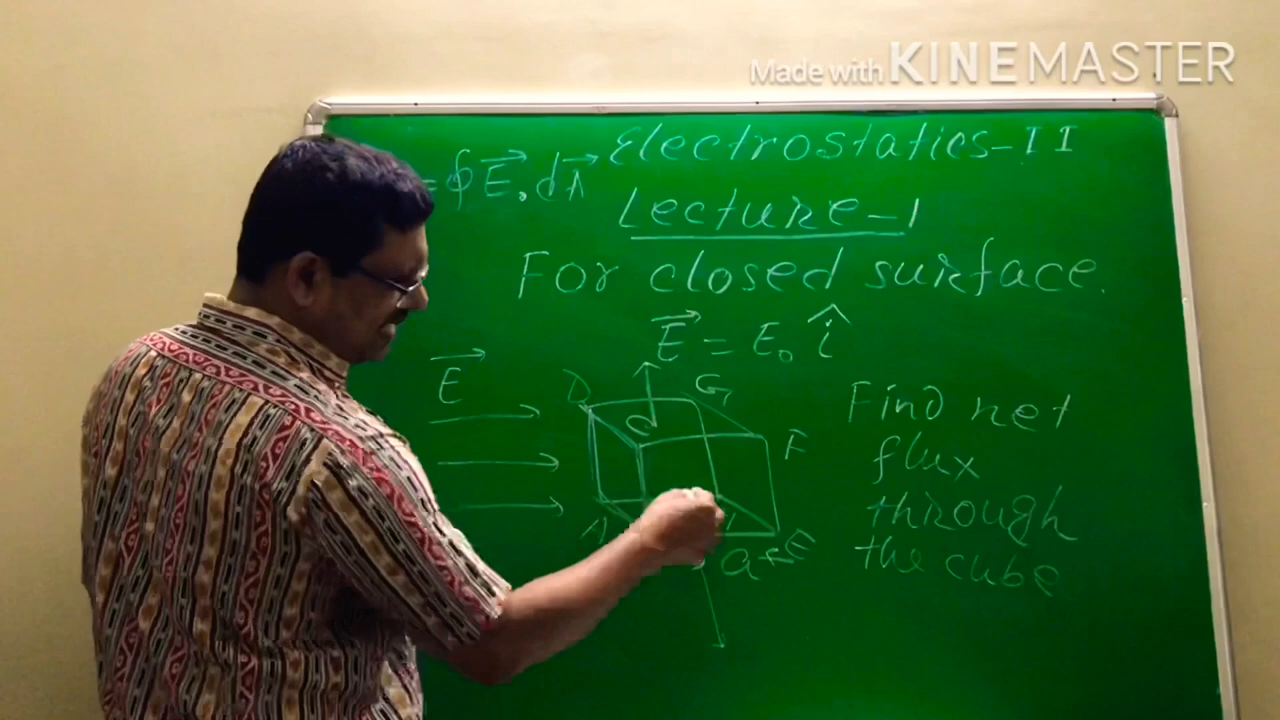 Made with KINEMASTER
Electrostatics-II
= ∮ E⃗. dA⃗
Lecture-1
For closed surface.
E⃗ = E₀ î
E⃗
D
G
C
F
A
E
a
Find net
flux
through
the cube